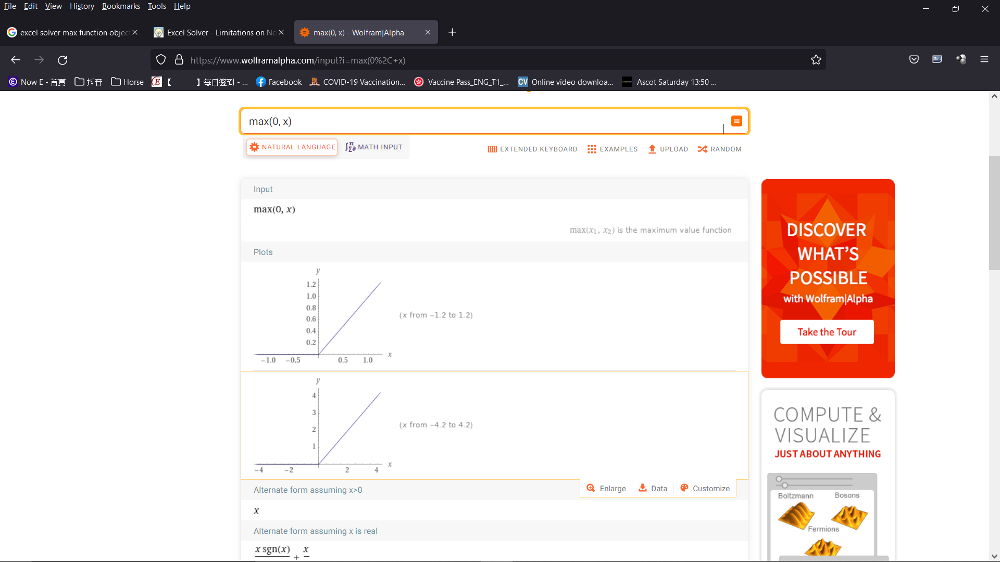 File Edit View History Bookmarks Tools Help
excel solver max function objec
Excel Solver - Limitations on No
max(0, x) - Wolfram|Alpha
https://www.wolframalpha.com/input?i=max(0%2C+x)
Now E - 首頁 抖音 Horse 【 】每日签到 - ... Facebook COVID-19 Vaccination... Vaccine Pass_ENG_T1_... CV Online video downloa... Ascot Saturday 13:50 ...
max(0, x)
NATURAL LANGUAGE MATH INPUT EXTENDED KEYBOARD EXAMPLES UPLOAD RANDOM
Input
max(0, x)
max(x₁, x₂) is the maximum value function
Plots
y
1.2
1.0
0.8
0.6
0.4
0.2
−1.0 −0.5 0.5 1.0 x
(x from −1.2 to 1.2)
y
4
3
2
1
−4 −2 2 4 x
(x from −4.2 to 4.2)
Enlarge Data Customize
Alternate form assuming x>0
x
Alternate form assuming x is real
x sgn(x) + x
DISCOVER
WHAT'S
POSSIBLE
with Wolfram|Alpha
Take the Tour
COMPUTE &
VISUALIZE
JUST ABOUT ANYTHING
Boltzmann Bosons
Fermions